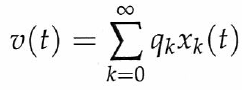 v(t) = \sum_{k=0}^{\infty} q_k x_k(t)